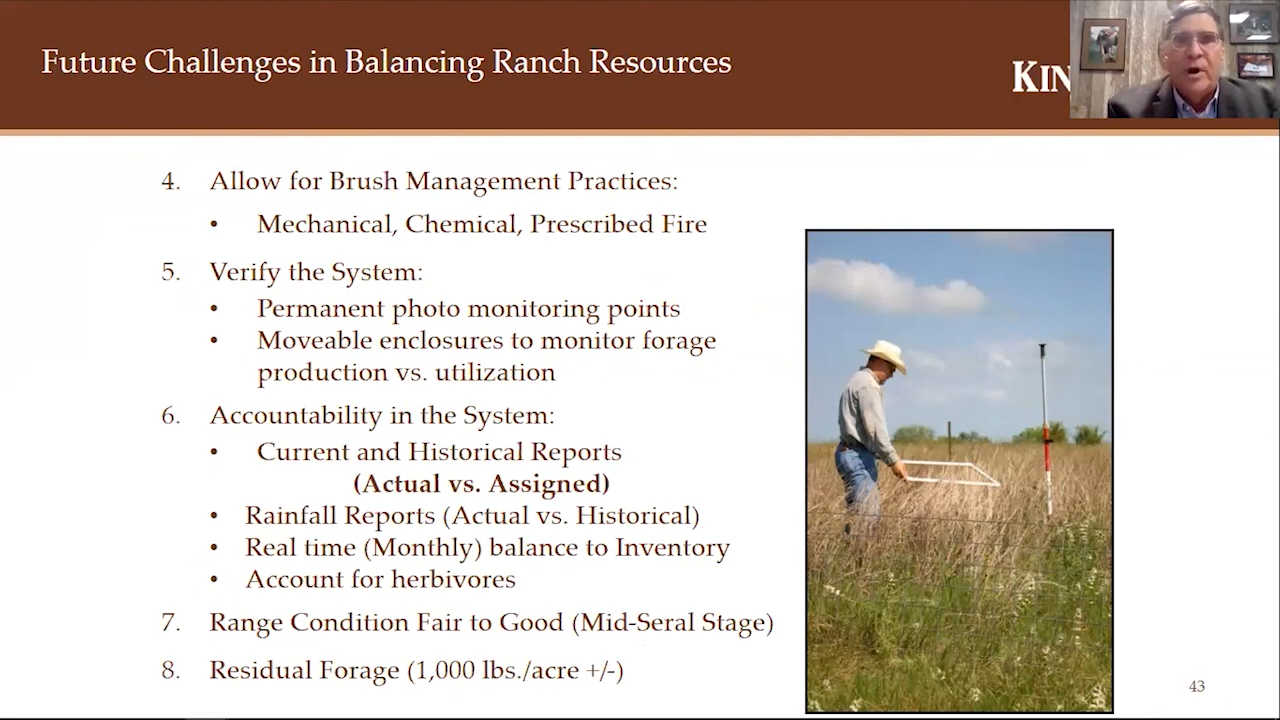 Future Challenges in Balancing Ranch Resources
4. Allow for Brush Management Practices:
• Mechanical, Chemical, Prescribed Fire
5. Verify the System:
• Permanent photo monitoring points
• Moveable enclosures to monitor forage
production vs. utilization
6. Accountability in the System:
• Current and Historical Reports
(Actual vs. Assigned)
• Rainfall Reports (Actual vs. Historical)
• Real time (Monthly) balance to Inventory
• Account for herbivores
7. Range Condition Fair to Good (Mid-Seral Stage)
8. Residual Forage (1,000 lbs./acre +/-)
43